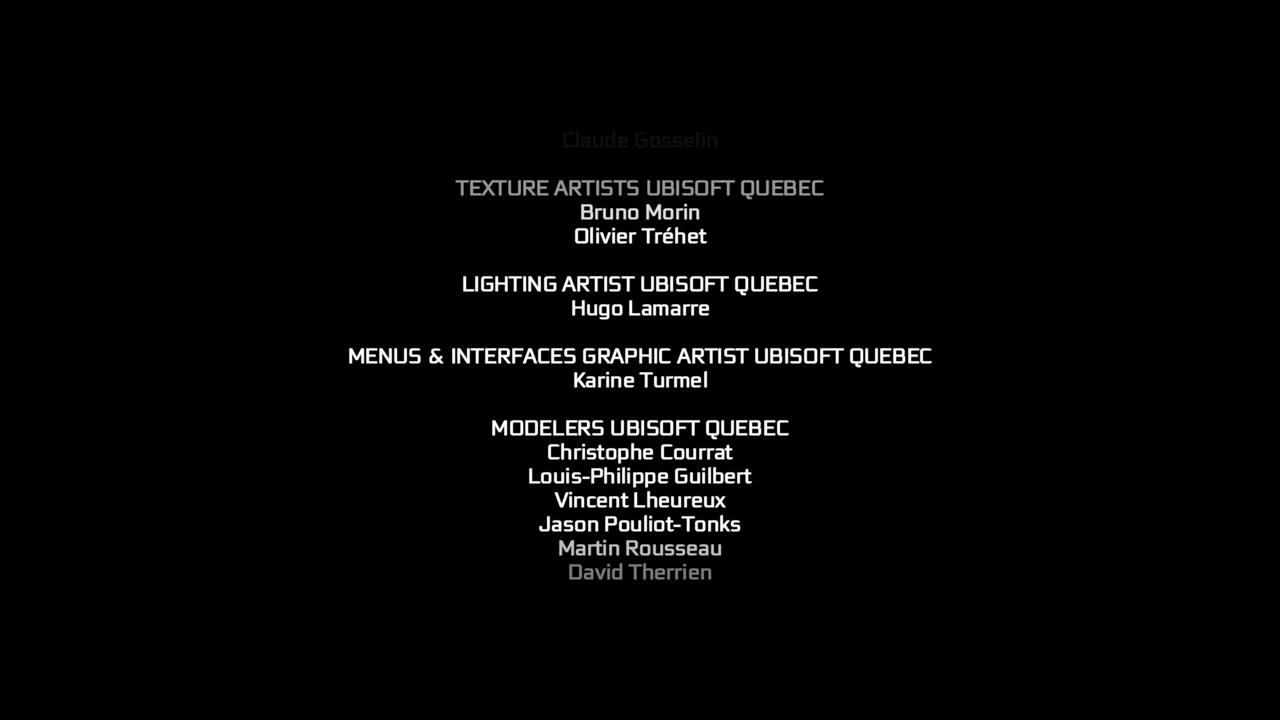 Claude Gosselin
TEXTURE ARTISTS UBISOFT QUEBEC
Bruno Morin
Olivier Tréhet
LIGHTING ARTIST UBISOFT QUEBEC
Hugo Lamarre
MENUS & INTERFACES GRAPHIC ARTIST UBISOFT QUEBEC
Karine Turmel
MODELERS UBISOFT QUEBEC
Christophe Courrat
Louis-Philippe Guilbert
Vincent Lheureux
Jason Pouliot-Tonks
Martin Rousseau
David Therrien